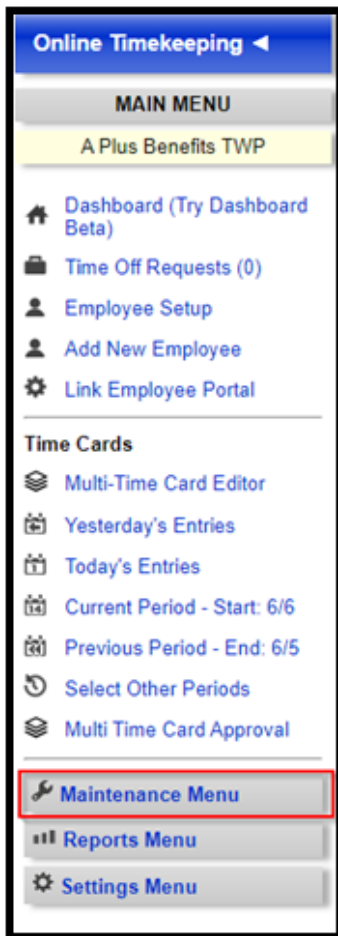 Online Timekeeping ◄
MAIN MENU
A Plus Benefits TWP
Dashboard (Try Dashboard
Beta)
Time Off Requests (0)
Employee Setup
Add New Employee
Link Employee Portal
Time Cards
Multi-Time Card Editor
Yesterday's Entries
Today's Entries
Current Period - Start: 6/6
Previous Period - End: 6/5
Select Other Periods
Multi Time Card Approval
Maintenance Menu
Reports Menu
Settings Menu